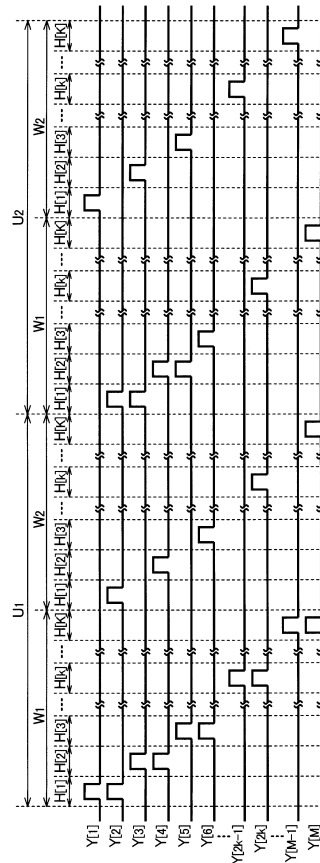 U1 U2
W1 W2 W1 W2
H[1] H[2] H[3] H[k] H[K] H[1] H[2] H[3] H[k] H[K] H[1] H[2] H[3] H[k] H[K] H[1] H[2] H[3] H[k] H[K]
Y[1]
Y[2]
Y[3]
Y[4]
Y[5]
Y[6]
Y[2k-1]
Y[2k]
Y[M-1]
Y[M]